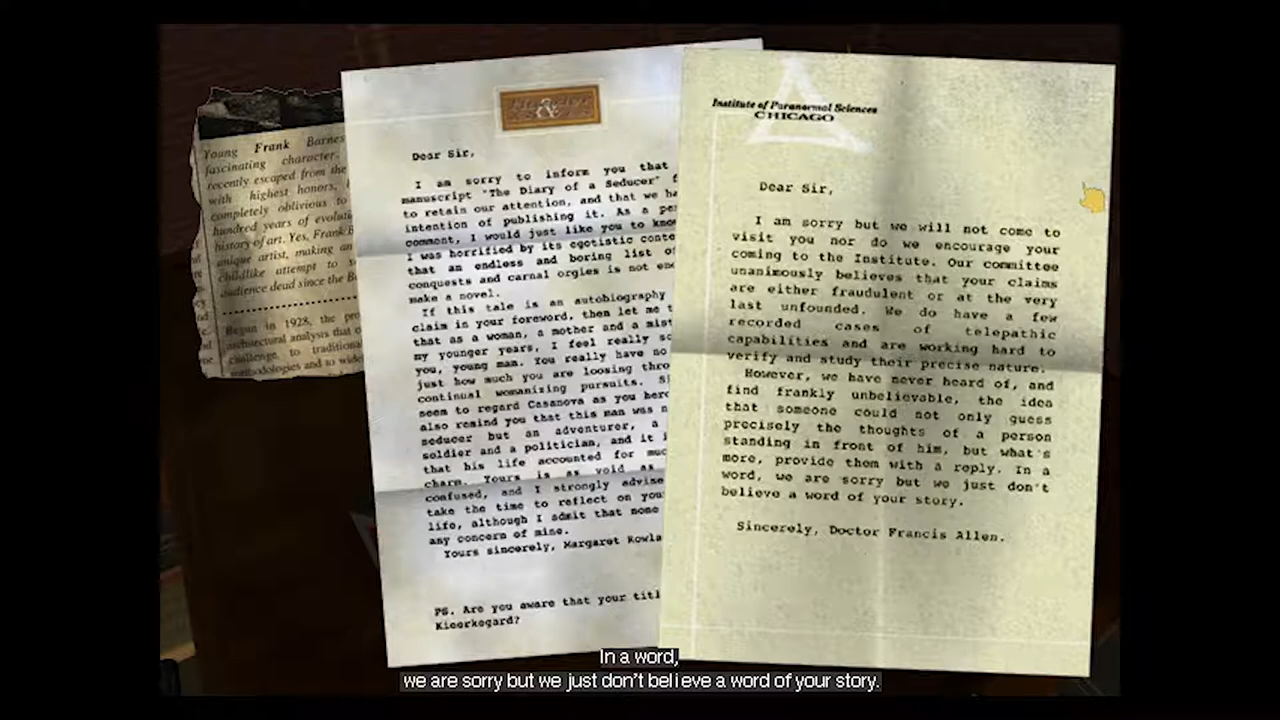 Young Frank Barnes
fascinating character.
recently escaped from the
with highest honors,
completely oblivious to
hundred years of evolu
history of art. Yes, Frank B
unique artist, making an
childlike attempt to
audience dead since the B
Began in 1928, the pro
architectural analysis that
challenge, to tradition
methodologies and to wide
&
Dear Sir,
I am sorry to inform you that
manuscript "The Diary of a Seducer" f
to retain our attention, and that we ha
intention of publishing it. As a pe
comment, I would just like you to know
I was horrified by its egotistic conte
that an endless and boring list of
conquests and carnal orgies is not eno
make a novel.
If this tale is an autobiography
claim in your foreword, then let me t
that as a woman, a mother and a mist
my younger years, I feel really so
you, young man. You really have no
just how much you are loosing thro
continual womanizing pursuits. Si
seem to regard Casanova as you hero
also remind you that this man was n
seducer but an adventurer, a
soldier and a politician, and it i
that his life accounted for muc
charm. Yours is as void as
confused, and I strongly advise
take the time to reflect on you
life, although I admit that none
any concern of mine.
Yours sincerely, Margaret Rowla
PS. Are you aware that your titl
Kieerkegard?
Institute of Paranormal Sciences
CHICAGO
Dear Sir,
I am sorry but we will not come to
visit you nor do we encourage your
coming to the Institute. Our committee
unanimously believes that your claims
are either fraudulent or at the very
last unfounded. We do have a few
recorded cases of telepathic
capabilities and are working hard to
verify and study their precise nature.
However, we have never heard of, and
find frankly unbelievable, the idea
that someone could not only guess
precisely the thoughts of a person
standing in front of him, but what's
more, provide them with a reply. In a
word, we are sorry but we just don't
believe a word of your story.
Sincerely, Doctor Francis Allen.
In a word,
we are sorry but we just don't believe a word of your story.